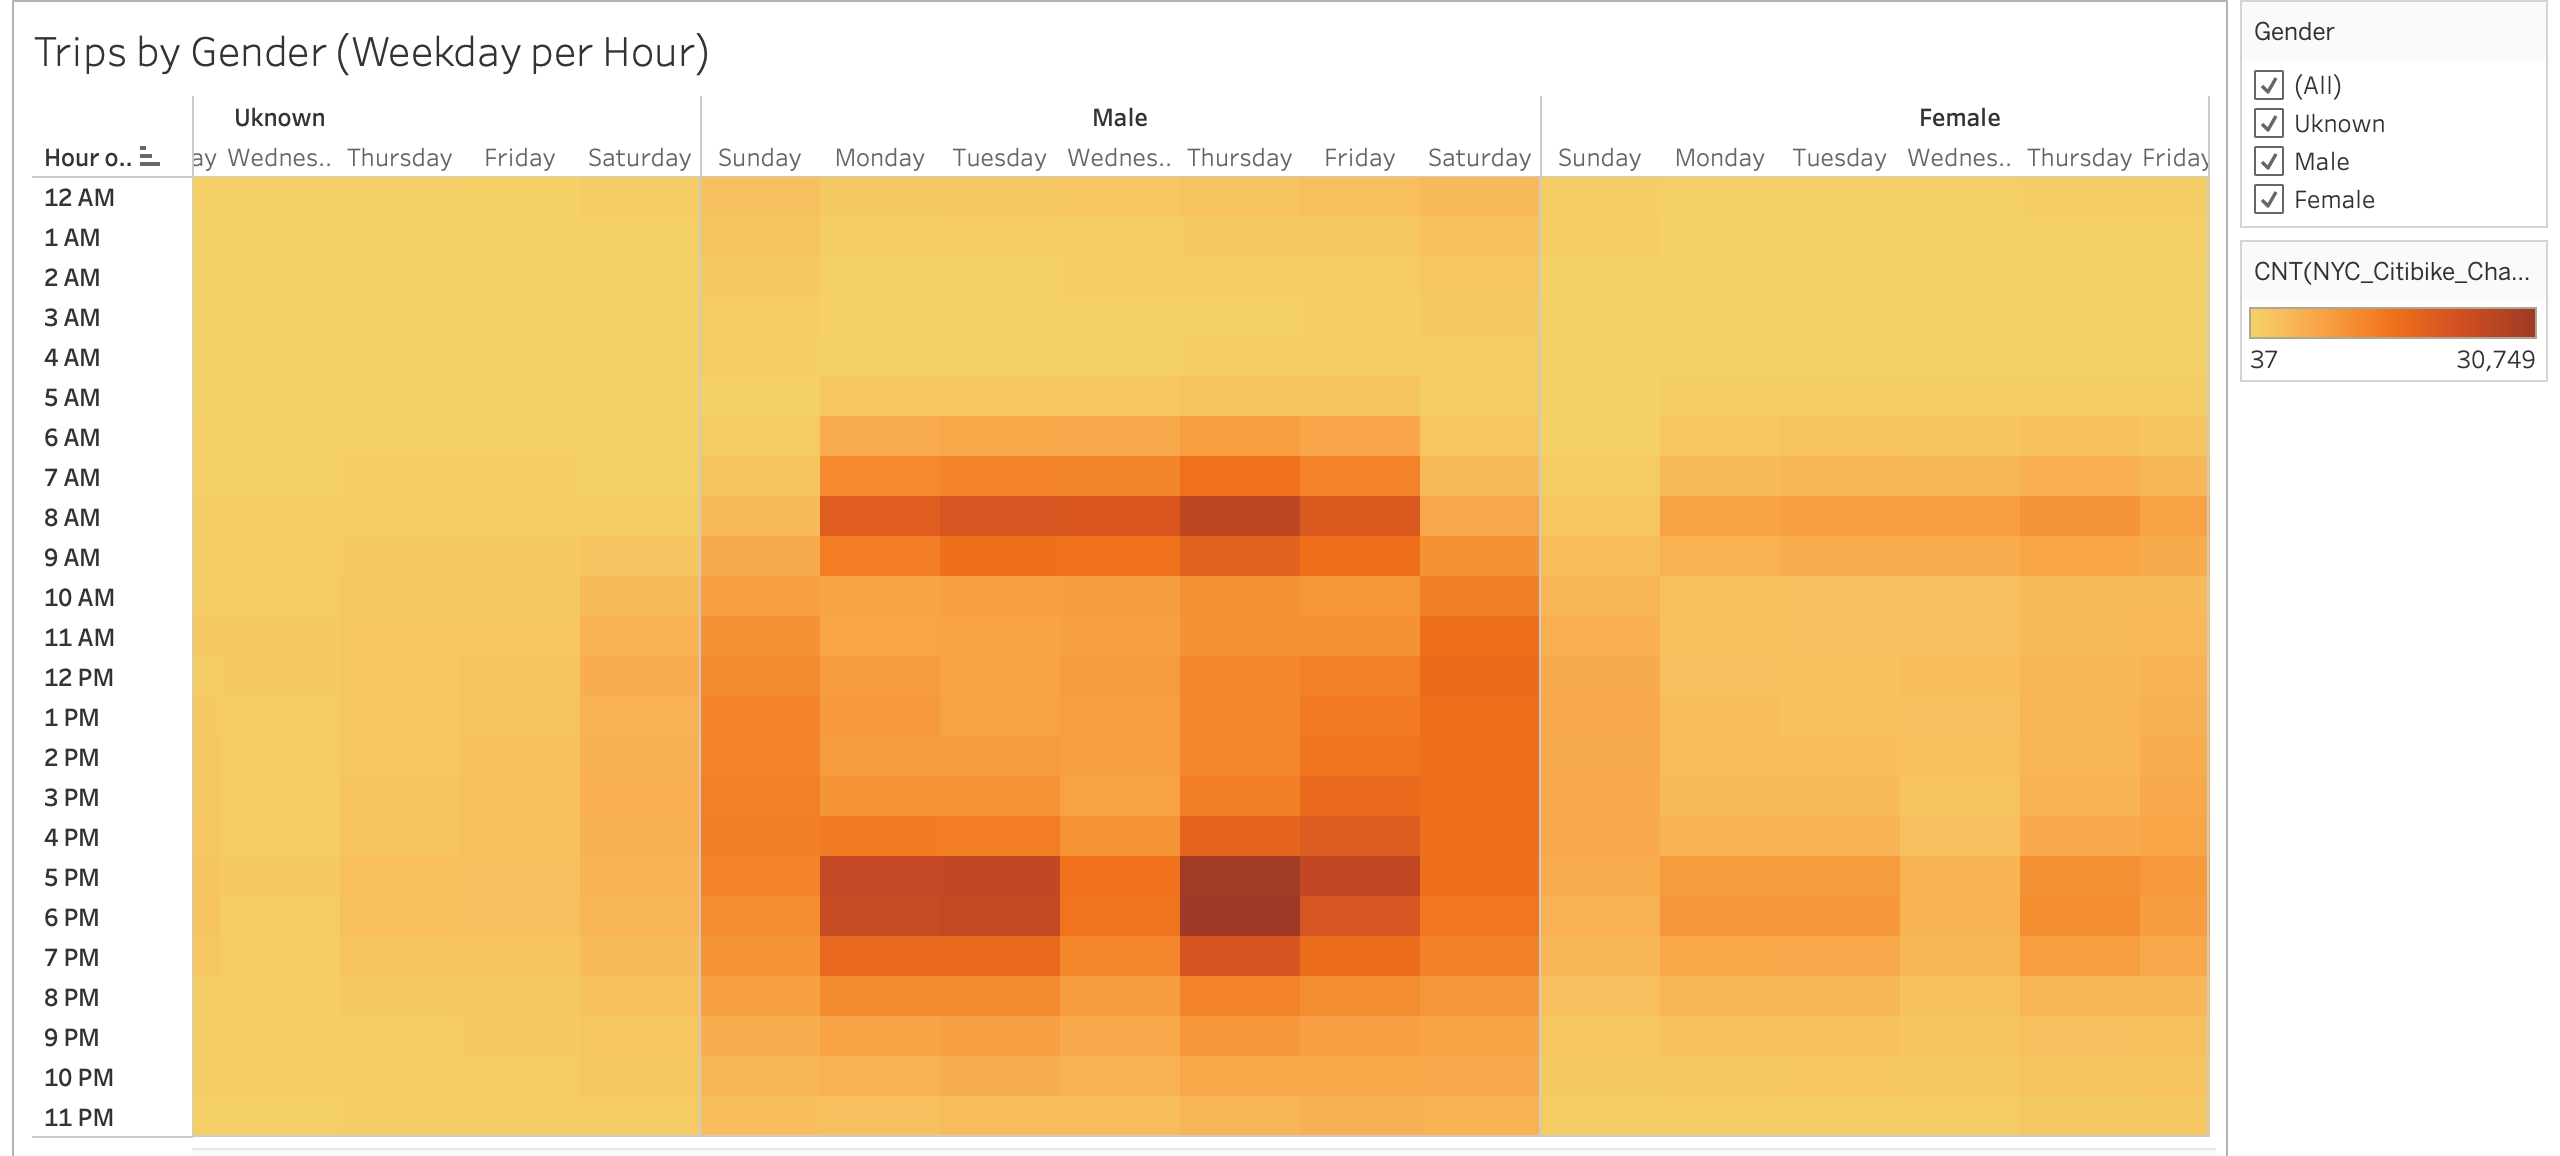 Trips by Gender (Weekday per Hour)
Uknown Male Female
Hour o.. ay Wednes.. Thursday Friday Saturday Sunday Monday Tuesday Wednes.. Thursday Friday Saturday Sunday Monday Tuesday Wednes.. Thursday Friday
12 AM
1 AM
2 AM
3 AM
4 AM
5 AM
6 AM
7 AM
8 AM
9 AM
10 AM
11 AM
12 PM
1 PM
2 PM
3 PM
4 PM
5 PM
6 PM
7 PM
8 PM
9 PM
10 PM
11 PM
Gender
(All)
Uknown
Male
Female
CNT(NYC_Citibike_Cha...
37 30,749